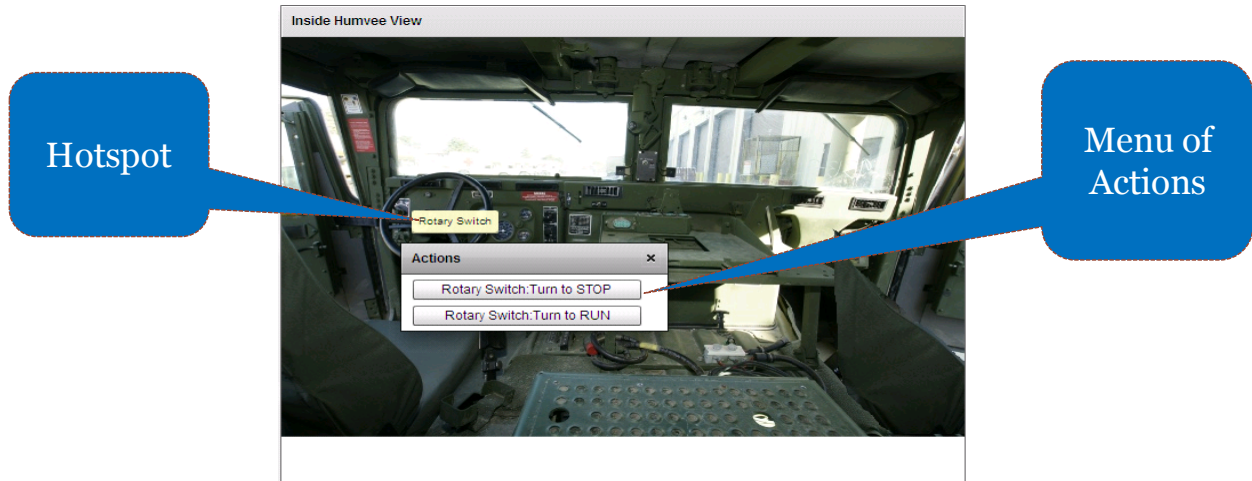 Inside Humvee View
Hotspot
Menu of
Actions
Rotary Switch
Actions
×
Rotary Switch:Turn to STOP
Rotary Switch:Turn to RUN